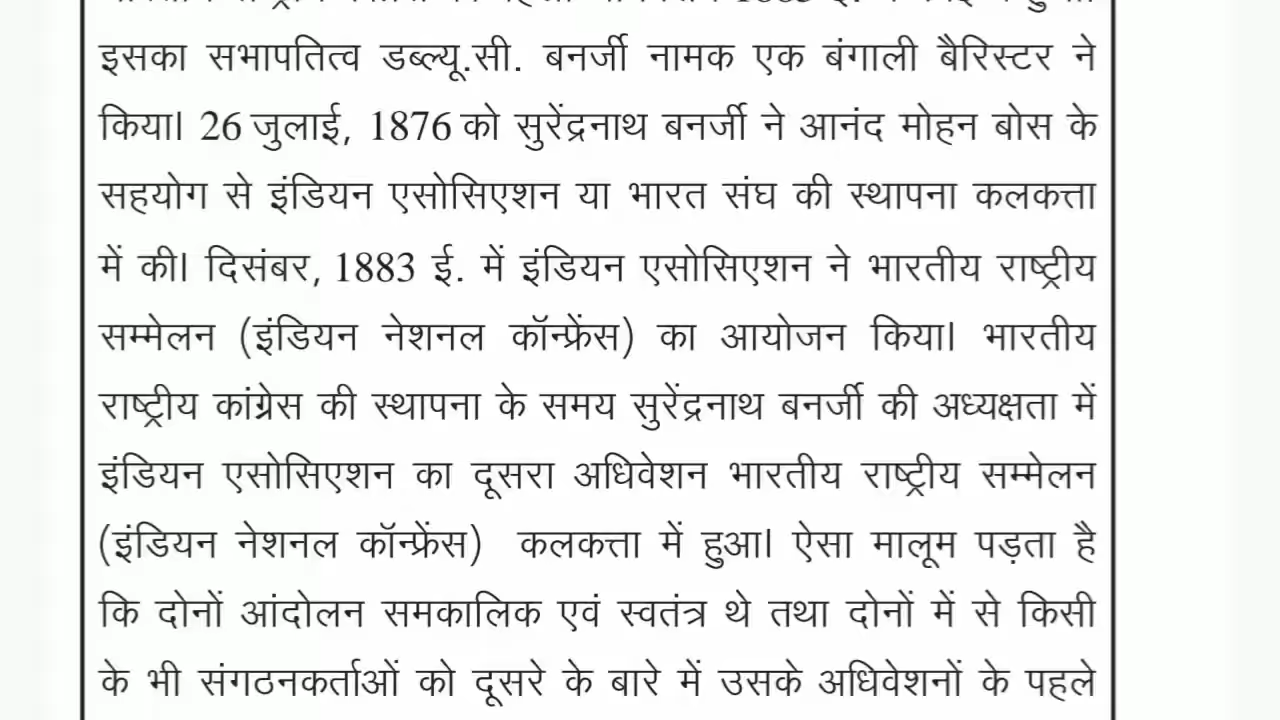 इसका सभापतित्व डब्ल्यू.सी. बनर्जी नामक एक बंगाली बैरिस्टर ने
किया। 26 जुलाई, 1876 को सुरेंद्रनाथ बनर्जी ने आनंद मोहन बोस के
सहयोग से इंडियन एसोसिएशन या भारत संघ की स्थापना कलकत्ता
में की। दिसंबर, 1883 ई. में इंडियन एसोसिएशन ने भारतीय राष्ट्रीय
सम्मेलन (इंडियन नेशनल कॉन्फ्रेंस) का आयोजन किया। भारतीय
राष्ट्रीय कांग्रेस की स्थापना के समय सुरेंद्रनाथ बनर्जी की अध्यक्षता में
इंडियन एसोसिएशन का दूसरा अधिवेशन भारतीय राष्ट्रीय सम्मेलन
(इंडियन नेशनल कॉन्फ्रेंस) कलकत्ता में हुआ। ऐसा मालूम पड़ता है
कि दोनों आंदोलन समकालिक एवं स्वतंत्र थे तथा दोनों में से किसी
के भी संगठनकर्ताओं को दूसरे के बारे में उसके अधिवेशनों के पहले